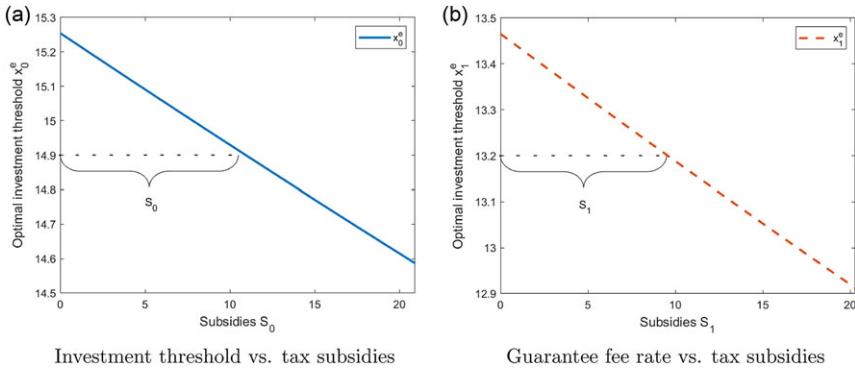 (a)
15.3
15.2
15.1
15
14.9
14.8
14.7
14.6
14.5
Optimal investment threshold x₀ᵉ
x₀ᵉ
S₀
0 5 10 15 20
Subsidies S₀
Investment threshold vs. tax subsidies
(b)
13.5
13.4
13.3
13.2
13.1
13
12.9
Optimal investment threshold x₁ᵉ
x₁ᵉ
S₁
0 5 10 15 20
Subsidies S₁
Guarantee fee rate vs. tax subsidies